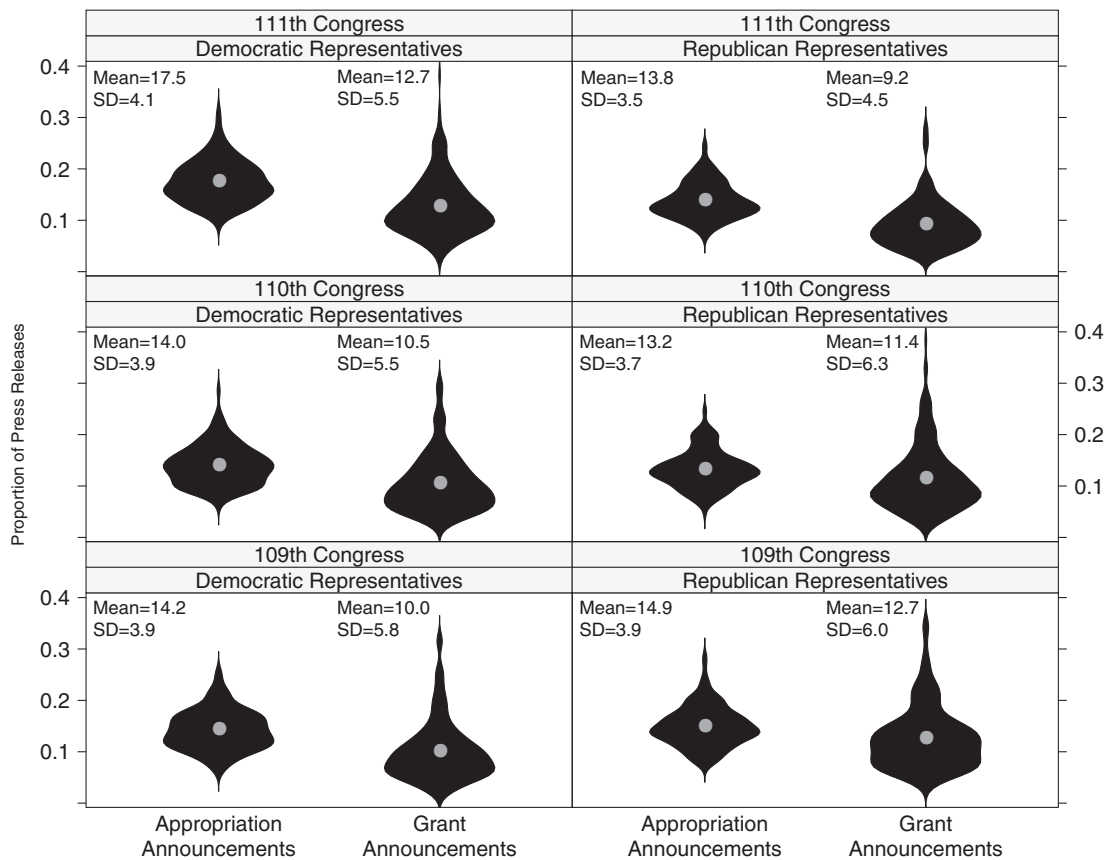 111th Congress
111th Congress
Democratic Representatives
Republican Representatives
0.4
0.3
0.2
0.1
Mean=17.5
SD=4.1
Mean=12.7
SD=5.5
Mean=13.8
SD=3.5
Mean=9.2
SD=4.5
110th Congress
110th Congress
Democratic Representatives
Republican Representatives
Mean=14.0
SD=3.9
Mean=10.5
SD=5.5
Mean=13.2
SD=3.7
Mean=11.4
SD=6.3
0.4
0.3
0.2
0.1
Proportion of Press Releases
109th Congress
109th Congress
Democratic Representatives
Republican Representatives
0.4
0.3
0.2
0.1
Mean=14.2
SD=3.9
Mean=10.0
SD=5.8
Mean=14.9
SD=3.9
Mean=12.7
SD=6.0
Appropriation
Announcements
Grant
Announcements
Appropriation
Announcements
Grant
Announcements